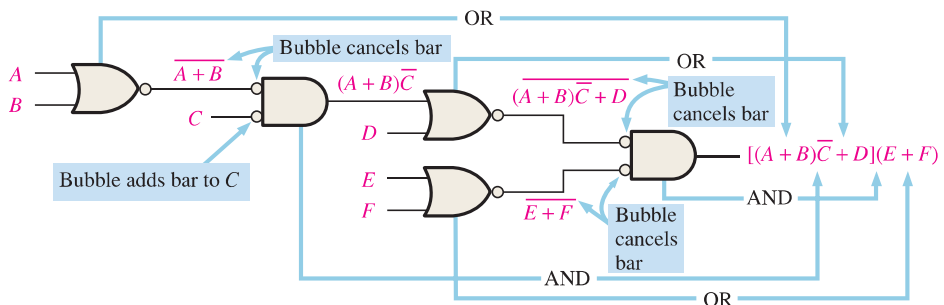 OR
A
B
$\overline{A + B}$
Bubble cancels bar
C
Bubble adds bar to C
$(A + B)\overline{C}$
D
OR
$\overline{(A + B)\overline{C} + D}$
Bubble
cancels bar
E
F
$\overline{E + F}$
Bubble
cancels
bar
$[(A + B)\overline{C} + D](E + F)$
AND
AND
OR